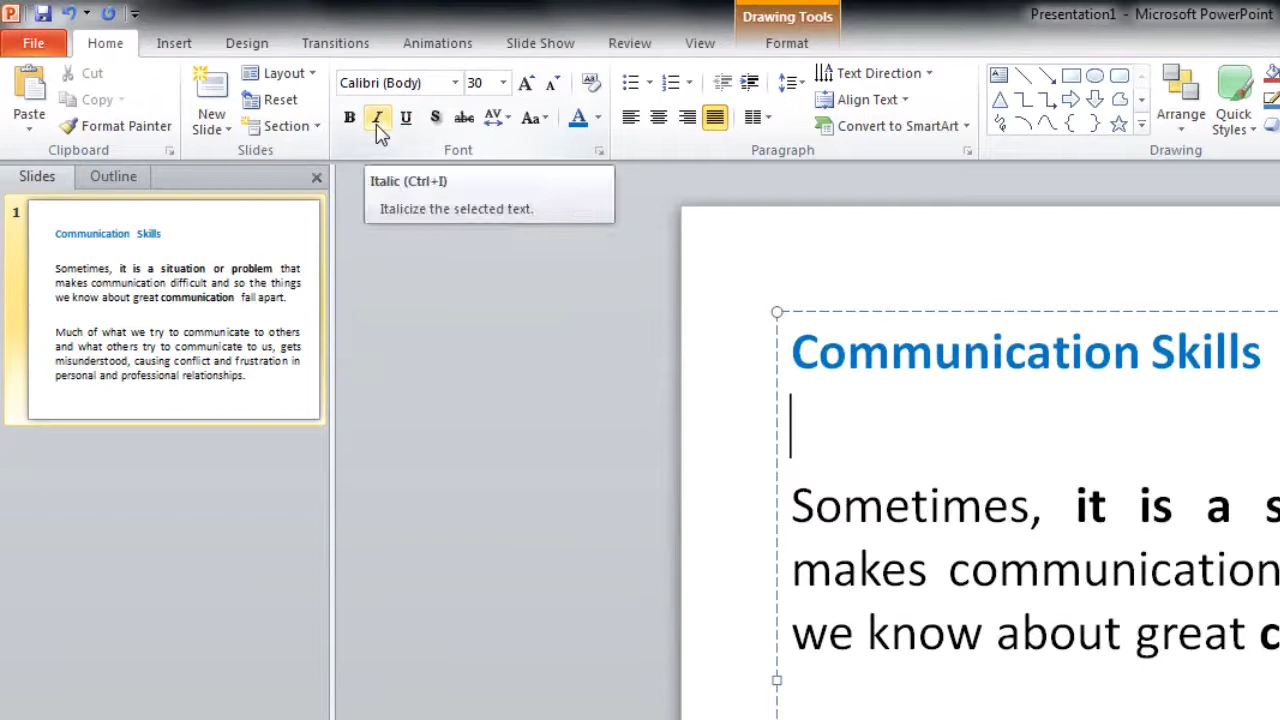 Drawing Tools
Presentation1 - Microsoft PowerPoint
File Home Insert Design Transitions Animations Slide Show Review View Format
Paste
Cut
Copy
Format Painter
Clipboard
New
Slide
Layout
Reset
Section
Slides
Calibri (Body) 30 A A
B I U S abc AV Aa A
Font
Text Direction
Align Text
Convert to SmartArt
Paragraph
Arrange
Quick
Styles
Drawing
Slides Outline
Italic (Ctrl+I)
Italicize the selected text.
1
Communication Skills
Sometimes, it is a situation or problem that
makes communication difficult and so the things
we know about great communication fall apart.
Much of what we try to communicate to others
and what others try to communicate to us, gets
misunderstood, causing conflict and frustration in
personal and professional relationships.
Communication Skills
Sometimes, it is a s
makes communication
we know about great c